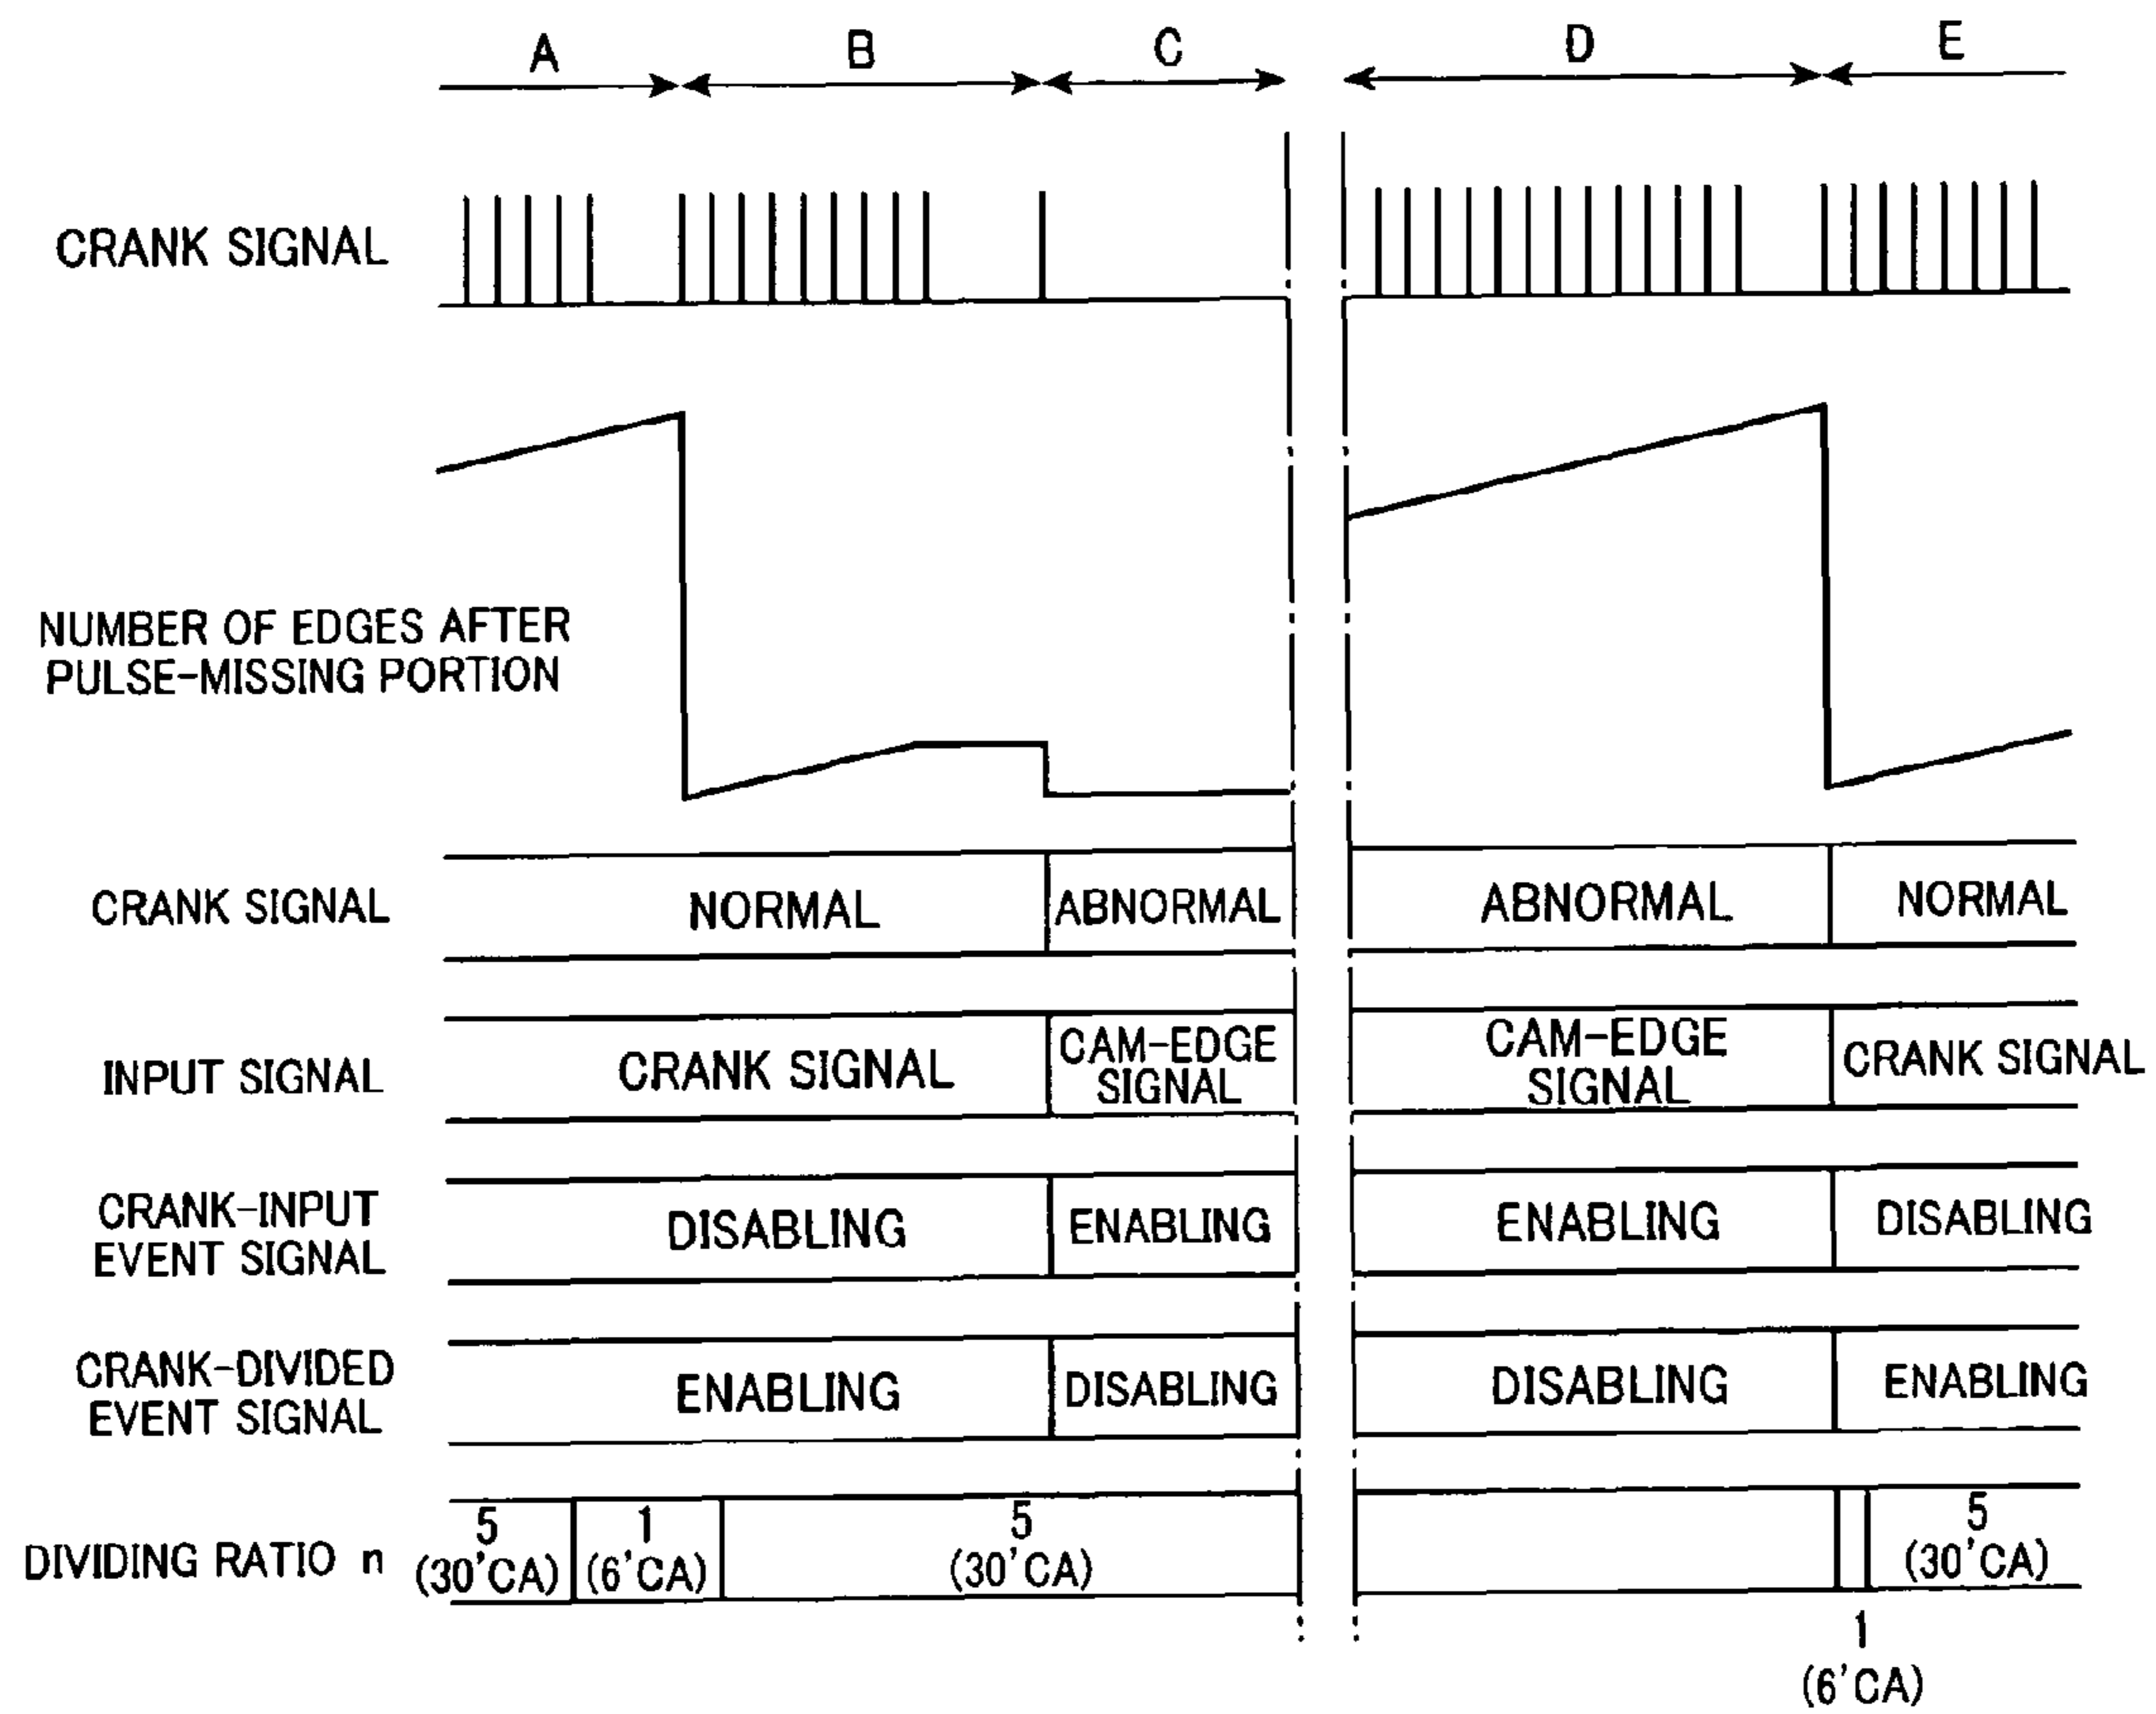 A B C D E
CRANK SIGNAL
NUMBER OF EDGES AFTER
PULSE-MISSING PORTION
CRANK SIGNAL NORMAL ABNORMAL ABNORMAL NORMAL
INPUT SIGNAL CRANK SIGNAL CAM-EDGE
SIGNAL CAM-EDGE
SIGNAL CRANK SIGNAL
CRANK-INPUT
EVENT SIGNAL DISABLING ENABLING ENABLING DISABLING
CRANK-DIVIDED
EVENT SIGNAL ENABLING DISABLING DISABLING ENABLING
DIVIDING RATIO n 5
(30'CA) 1
(6'CA) 5
(30'CA) 5
(30'CA)
1
(6'CA)